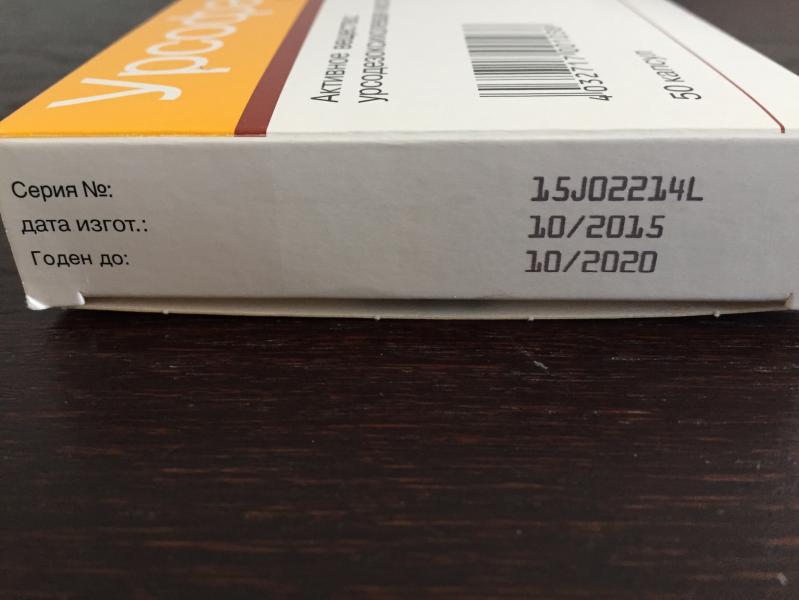 Активное вещество:
50 капсул
Серия №: 15J02214L
дата изгот.: 10/2015
Годен до: 10/2020